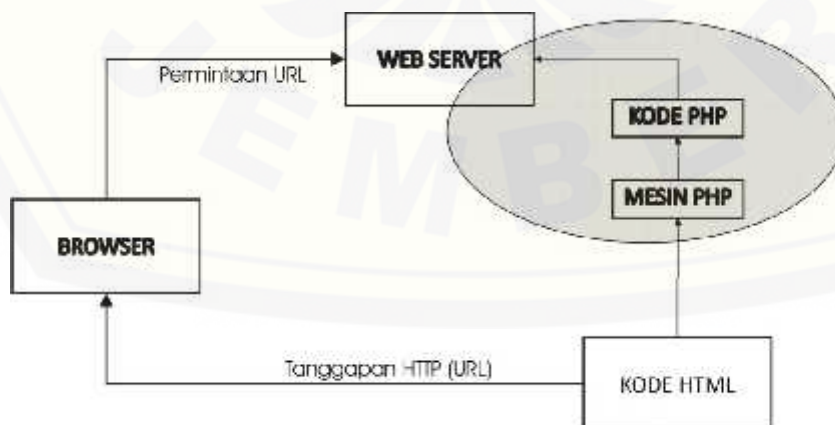 WEB SERVER
Permintaan URL
KODE PHP
MESIN PHP
BROWSER
Tanggapan HTTP (URL)
KODE HTML